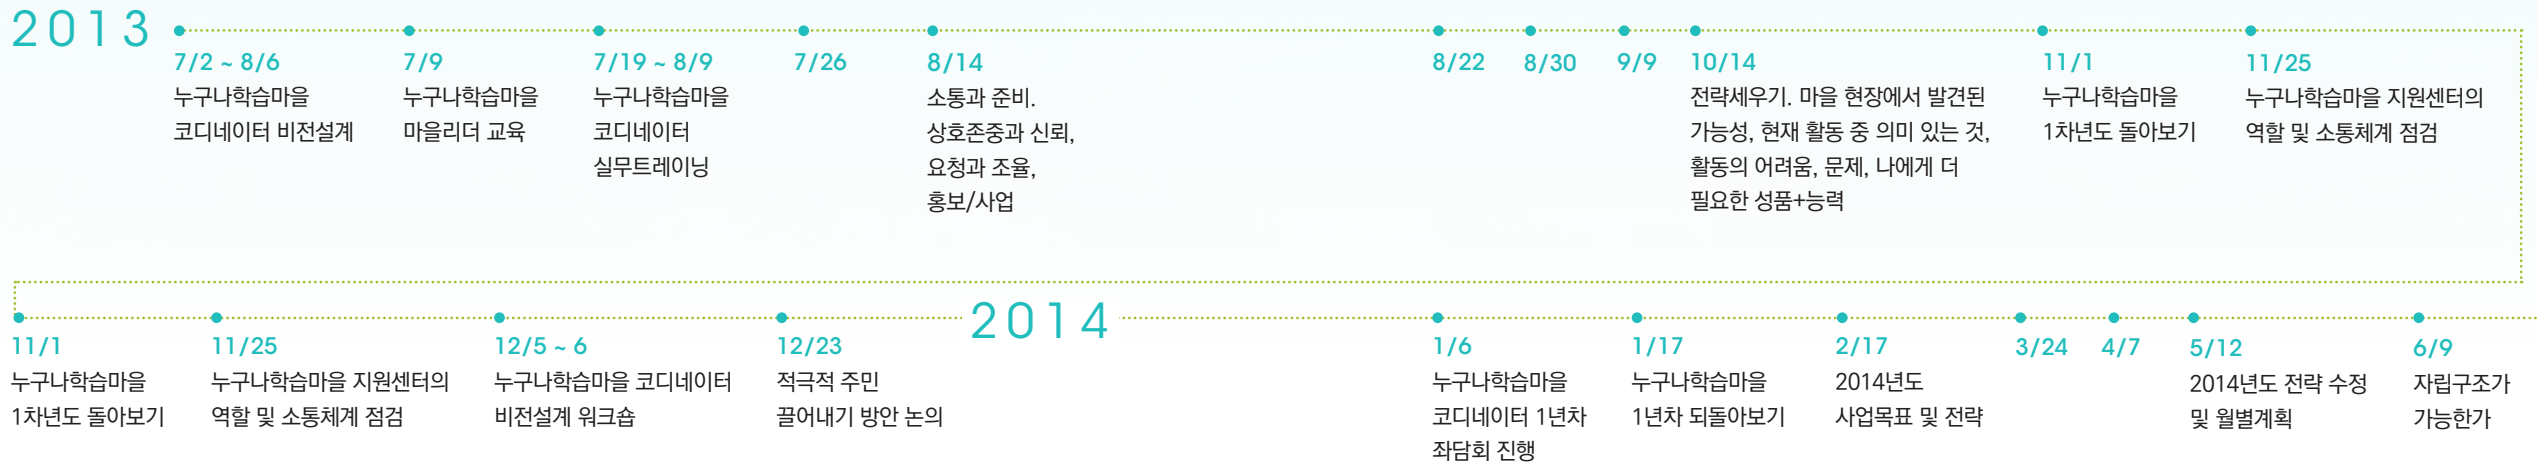 2013
7/2 ~ 8/6
누구나학습마을
코디네이터 비전설계
7/9
누구나학습마을
마을리더 교육
7/19 ~ 8/9
누구나학습마을
코디네이터
실무트레이닝
7/26
8/14
소통과 준비.
상호존중과 신뢰,
요청과 조율,
홍보/사업
8/22
8/30
9/9
10/14
전략세우기. 마을 현장에서 발견된
가능성, 현재 활동 중 의미 있는 것,
활동의 어려움, 문제, 나에게 더
필요한 성품+능력
11/1
누구나학습마을
1차년도 돌아보기
11/25
누구나학습마을 지원센터의
역할 및 소통체계 점검
11/1
누구나학습마을
1차년도 돌아보기
11/25
누구나학습마을 지원센터의
역할 및 소통체계 점검
12/5 ~ 6
누구나학습마을 코디네이터
비전설계 워크숍
12/23
적극적 주민
끌어내기 방안 논의
2014
1/6
누구나학습마을
코디네이터 1년차
좌담회 진행
1/17
누구나학습마을
1년차 되돌아보기
2/17
2014년도
사업목표 및 전략
3/24
4/7
5/12
2014년도 전략 수정
및 월별계획
6/9
자립구조가
가능한가